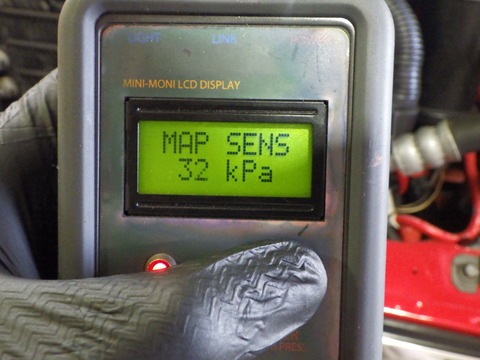 LIGHT LINK
MINI-MONI LCD DISPLAY
MAP SENS
32 kPa